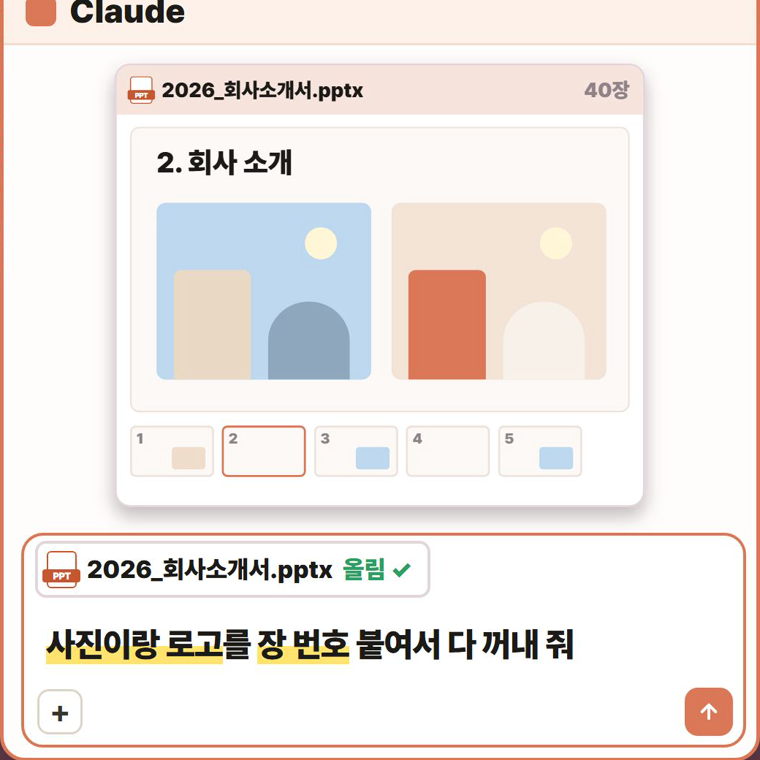 Claude
PPT
2026_회사소개서.pptx
40장
2. 회사 소개
1
2
3
4
5
PPT
2026_회사소개서.pptx 올림 ✔
사진이랑 로고를 장 번호 붙여서 다 꺼내 줘
+